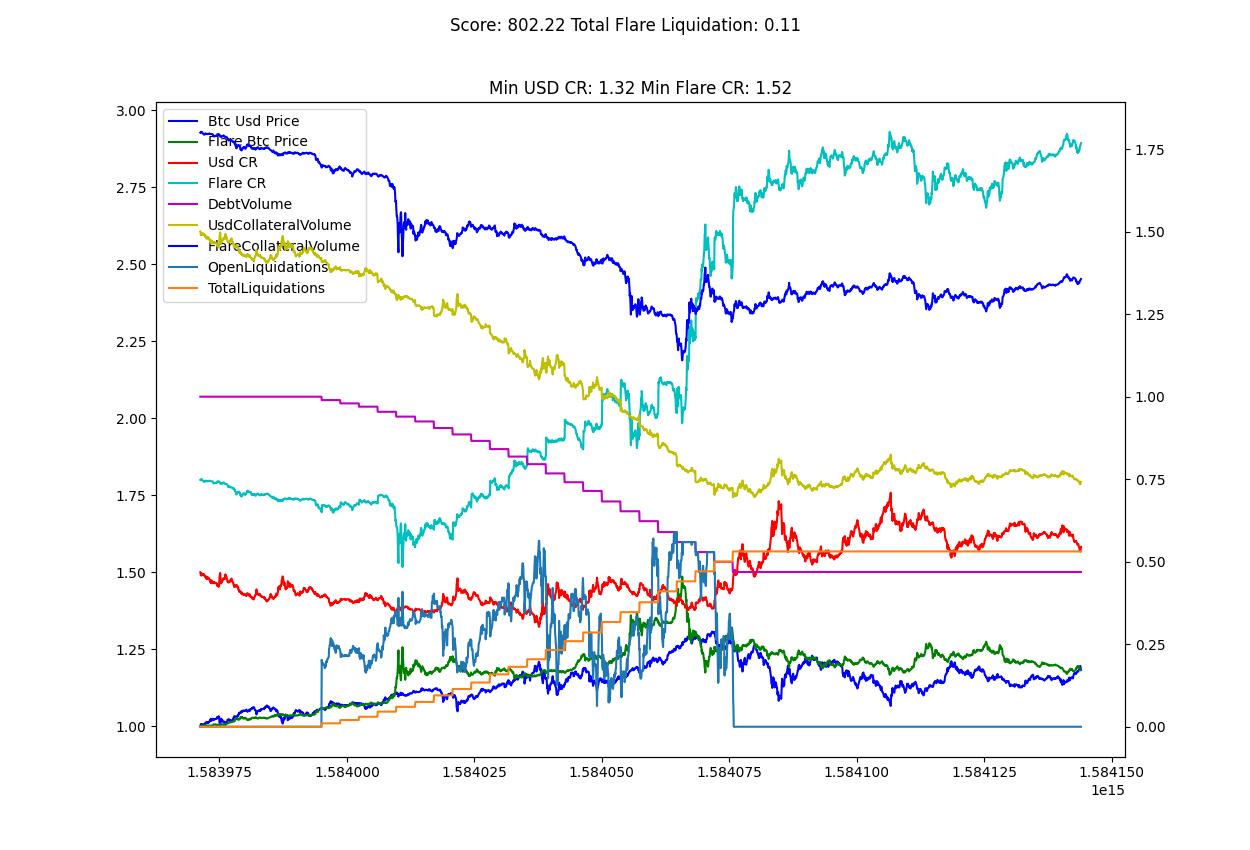 Score: 802.22 Total Flare Liquidation: 0.11
Min USD CR: 1.32 Min Flare CR: 1.52
3.00
2.75
2.50
2.25
2.00
1.75
1.50
1.25
1.00
Btc Usd Price
Flare Btc Price
Usd CR
Flare CR
DebtVolume
UsdCollateralVolume
FlareCollateralVolume
OpenLiquidations
TotalLiquidations
1.75
1.50
1.25
1.00
0.75
0.50
0.25
0.00
1.583975
1.584000
1.584025
1.584050
1.584075
1.584100
1.584125
1.584150
1e15